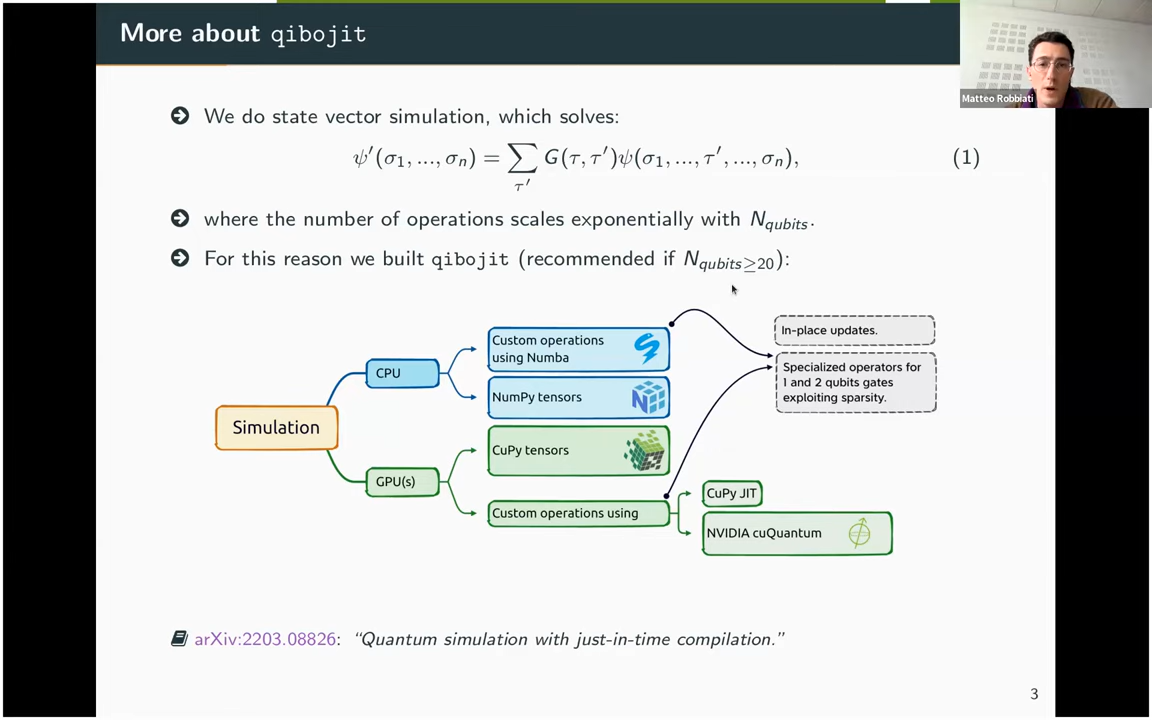 More about qibojit
Matteo Robbiati
We do state vector simulation, which solves:
ψ′(σ₁, ..., σₙ) = ∑ G(τ, τ′)ψ(σ₁, ..., τ′, ..., σₙ),
τ′
(1)
where the number of operations scales exponentially with N_qubits.
For this reason we built qibojit (recommended if N_qubits≥20):
Custom operations
using Numba
In-place updates.
Specialized operators for
1 and 2 qubits gates
exploiting sparsity.
CPU
NumPy tensors
Simulation
CuPy tensors
GPU(s)
CuPy JIT
Custom operations using
NVIDIA cuQuantum
arXiv:2203.08826: “Quantum simulation with just-in-time compilation.”
3